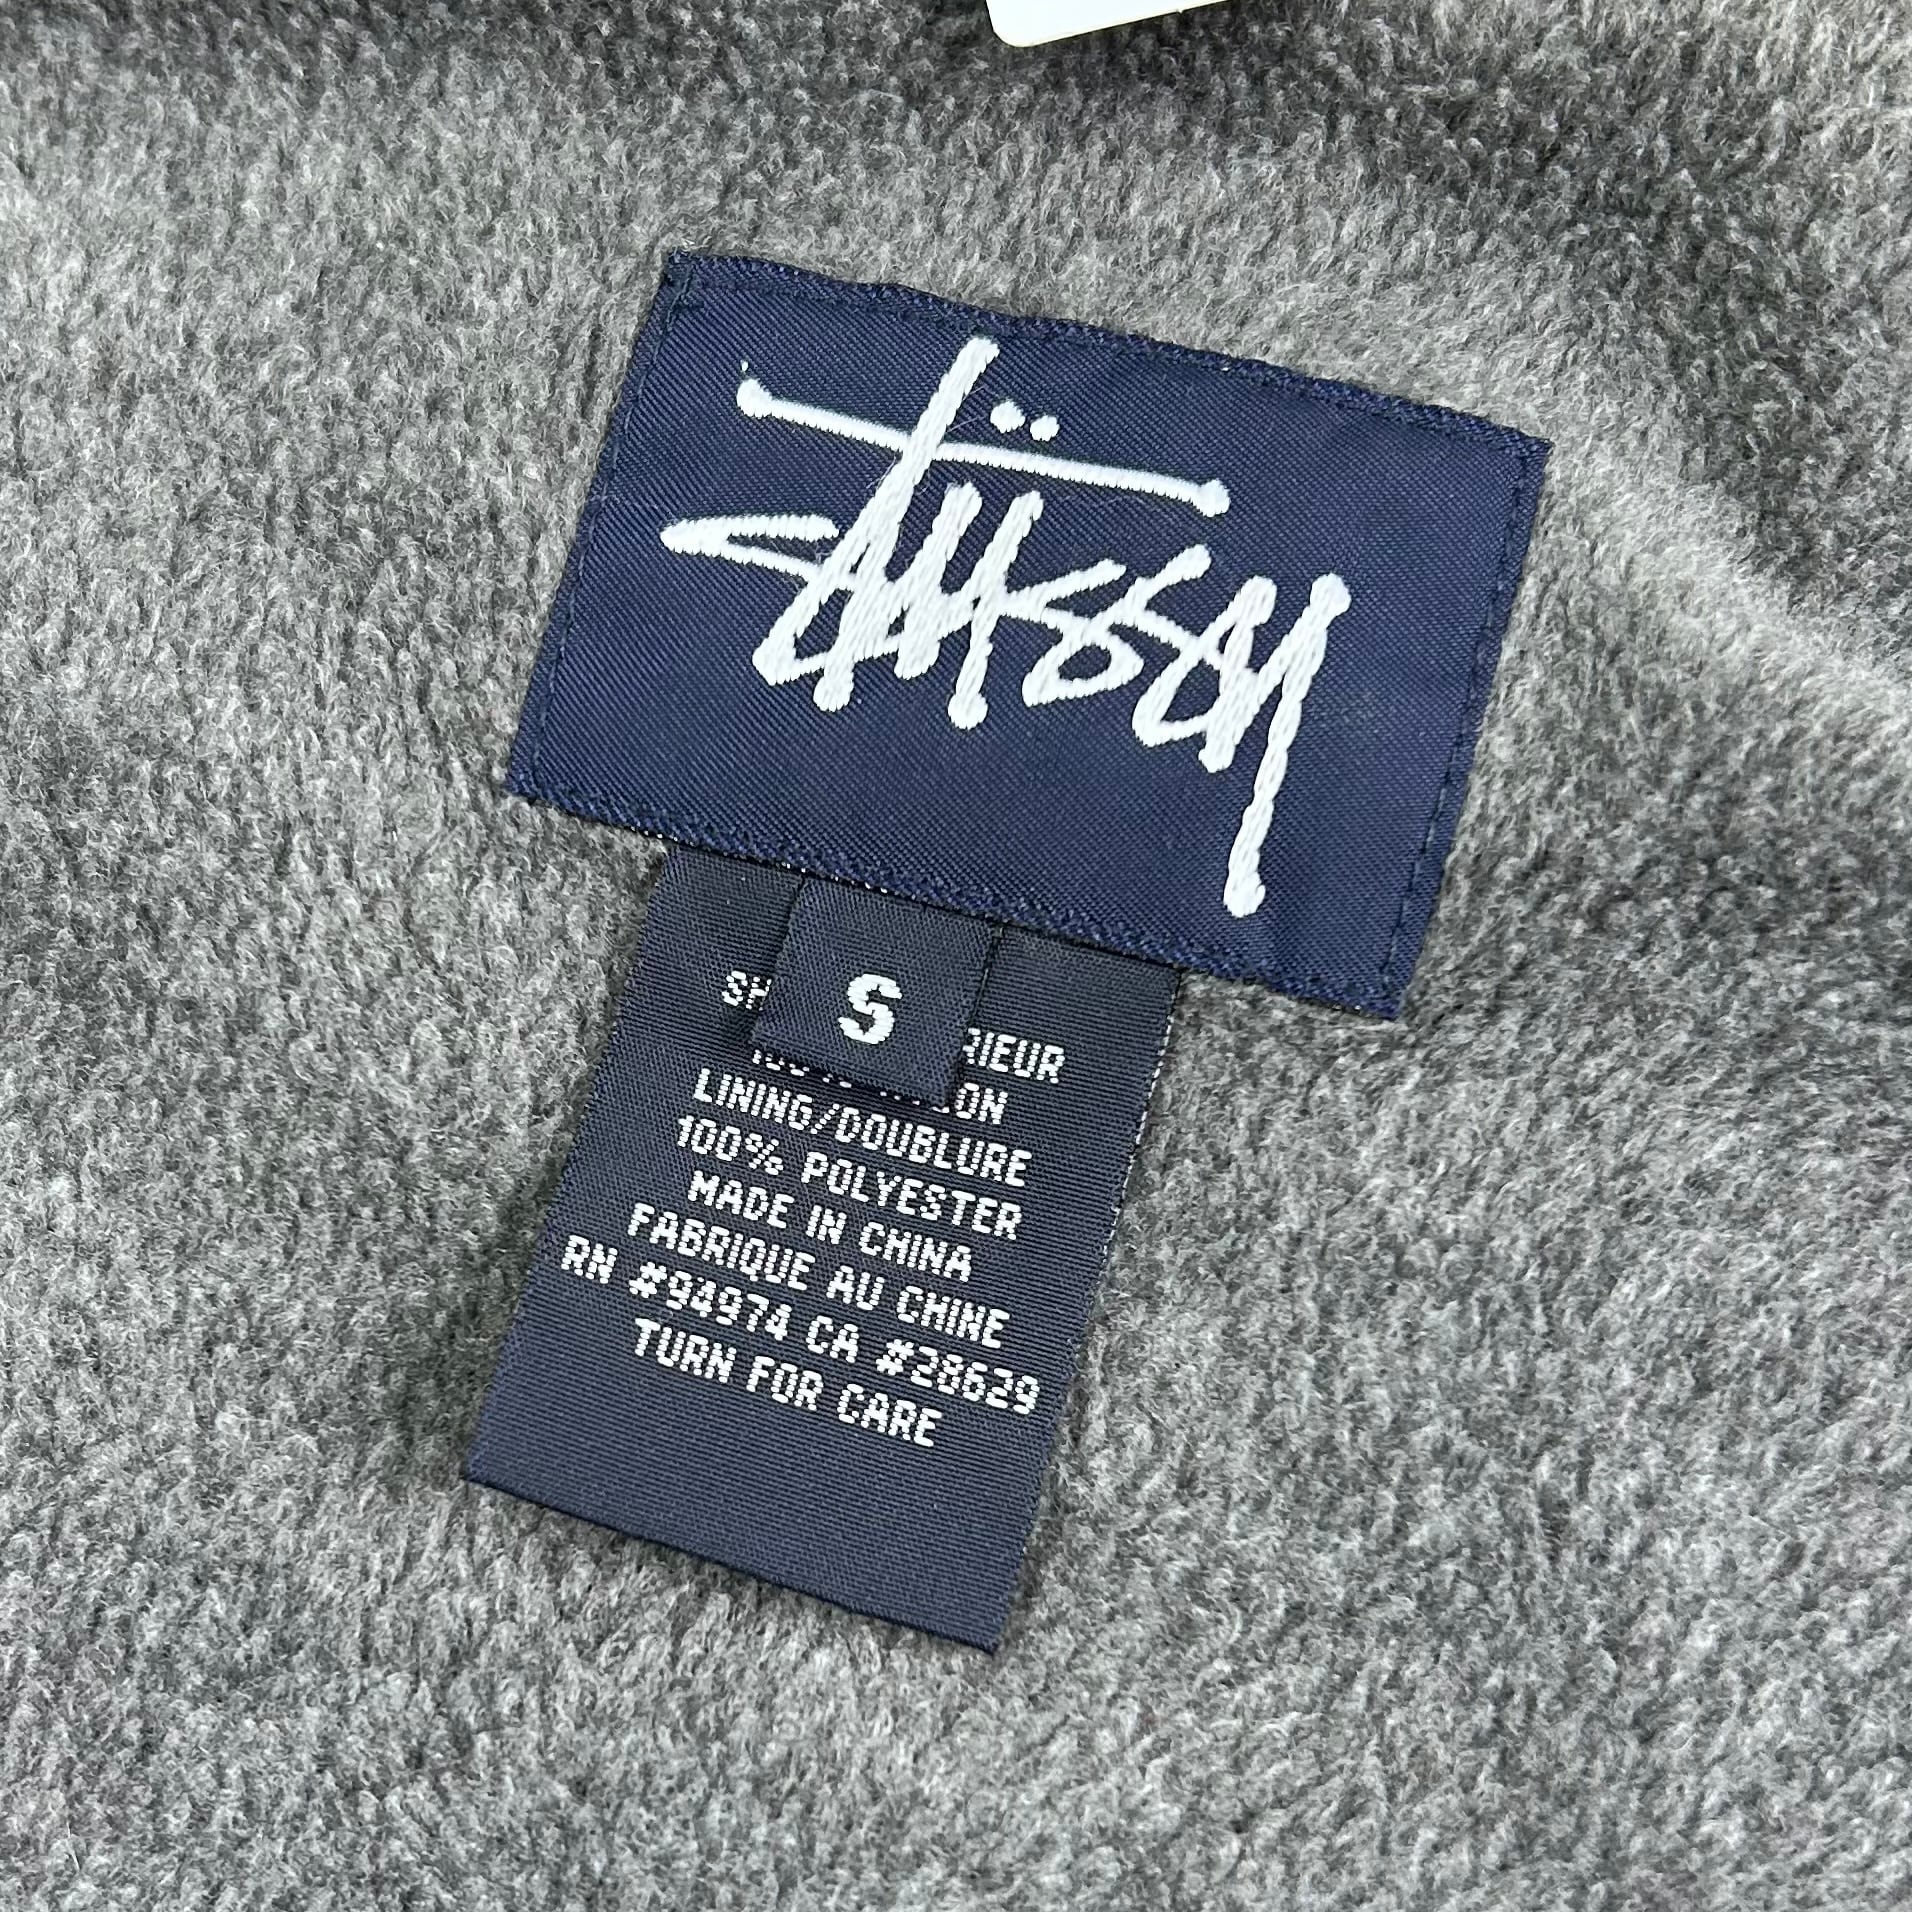 Stüssy
S
LINING/DOUBLURE
100% POLYESTER
MADE IN CHINA
FABRIQUE AU CHINE
RN #94974 CA #28629
TURN FOR CARE